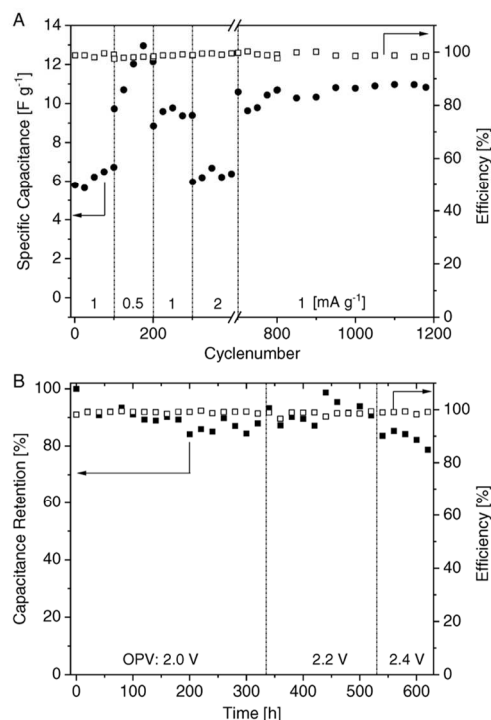 A
14
12
10
8
6
4
2
0
Specific Capacitance [F g-1]
100
80
60
40
20
0
Efficiency [%]
1 0.5 1 2 1 [mA g-1]
0 200 800 1000 1200
Cyclenumber
B
100
80
60
40
20
0
Capacitance Retention [%]
100
80
60
40
20
0
Efficiency [%]
OPV: 2.0 V 2.2 V 2.4 V
0 100 200 300 400 500 600
Time [h]